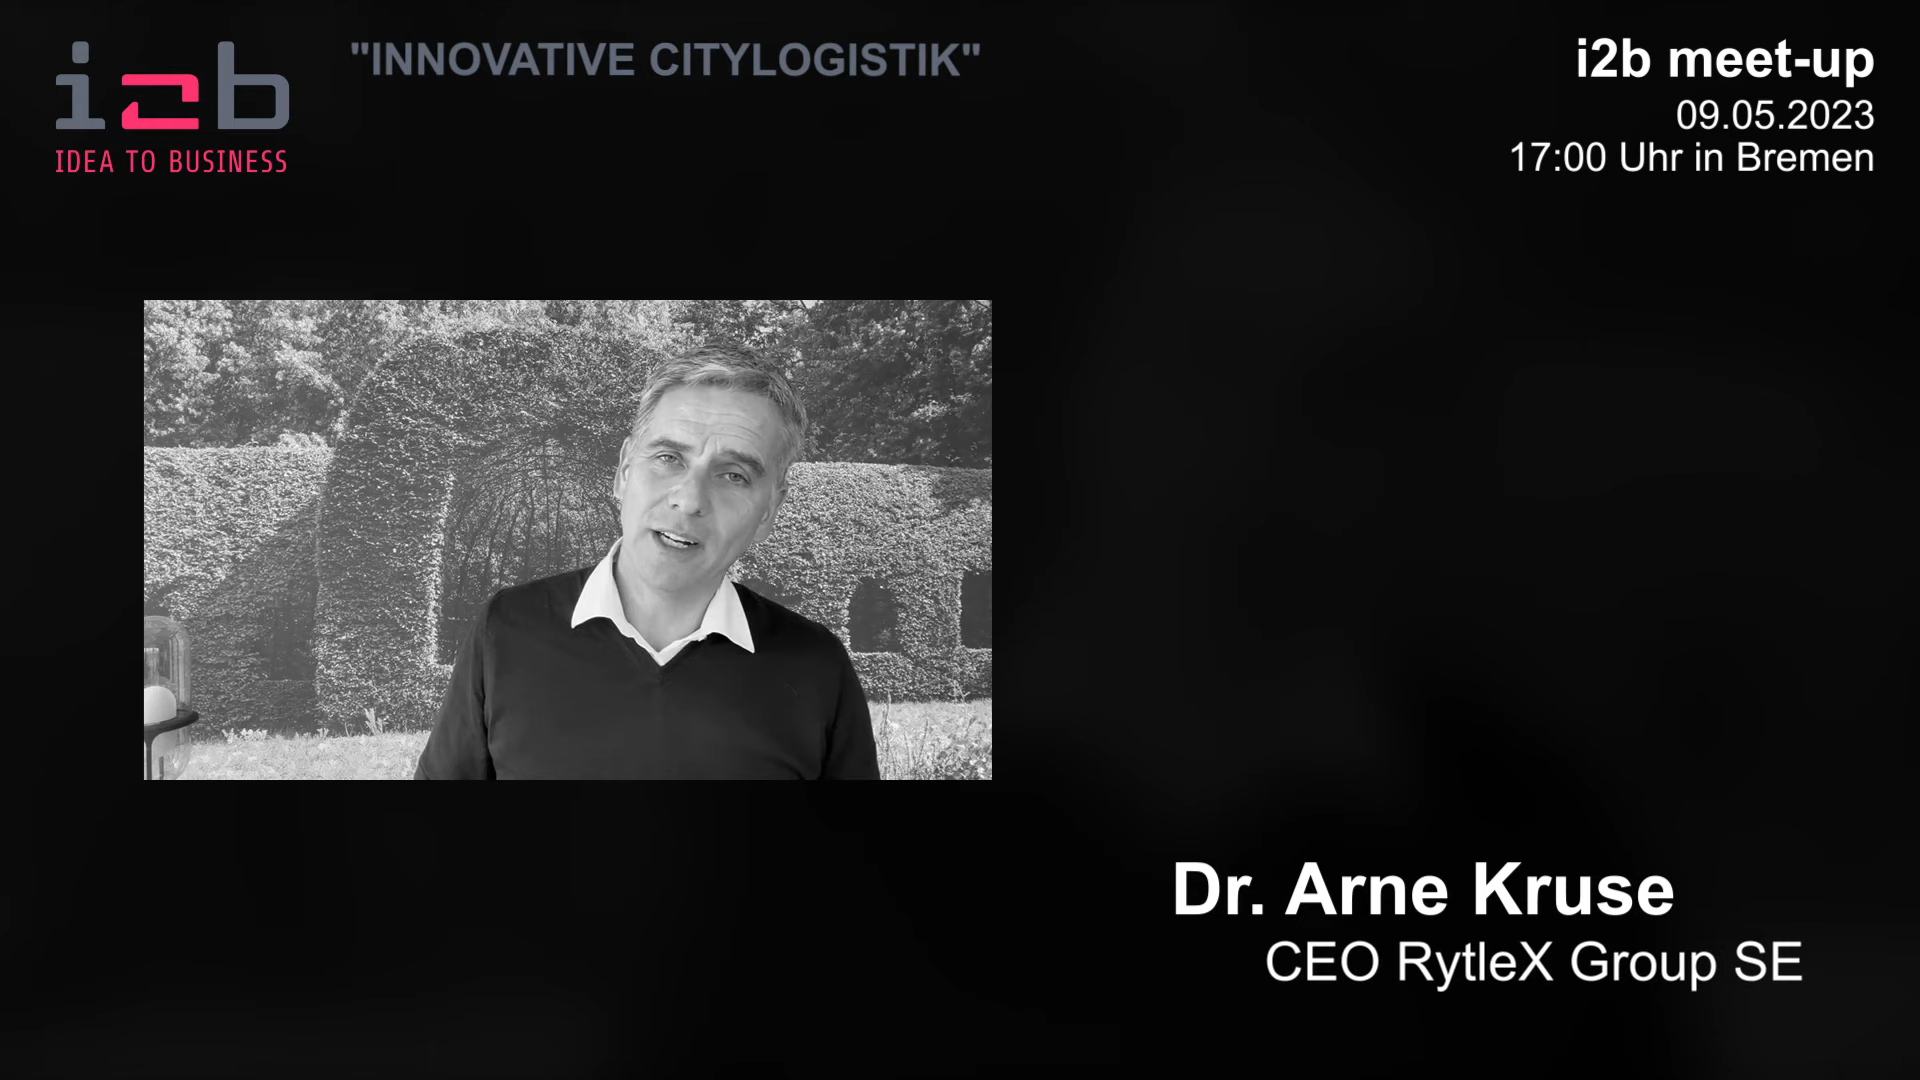 i2b
IDEA TO BUSINESS
"INNOVATIVE CITYLOGISTIK"
i2b meet-up
09.05.2023
17:00 Uhr in Bremen
Dr. Arne Kruse
CEO RytleX Group SE